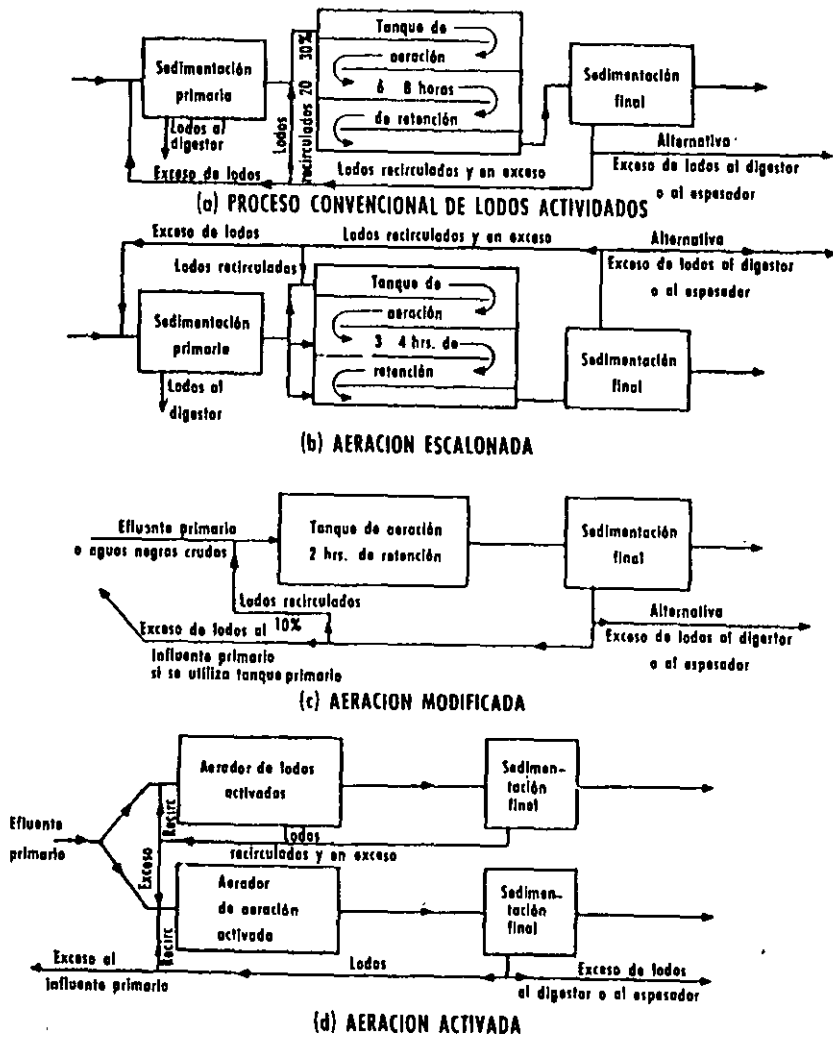 Tanque de
aeración
6 8 horas
de retención
30%
Lodos
recirculados 20
Sedimentación
primaria
Sedimentación
final
Lodos al
digestor
Exceso de lodos
Lodos recirculados y en exceso
Alternativa
Exceso de lodos al digestor
o al espesador
(a) PROCESO CONVENCIONAL DE LODOS ACTIVIDADOS
Exceso de lodos
Lodos recirculados y en exceso
Alternativa
Exceso de lodos al digestor
o al espesador
Lodos recirculados
Tanque de
aeración
3 4 hrs. de
retención
Sedimentación
primaria
Sedimentación
final
Lodos al
digestor
(b) AERACION ESCALONADA
Efluente primario
o aguas negras crudas
Tanque de aeración
2 hrs. de retención
Sedimentación
final
Lodos recirculados
10%
Exceso de lodos al
influente primario
si se utiliza tanque primario
Alternativa
Exceso de lodos al digestor
o al espesador
(c) AERACION MODIFICADA
Aerador de lodos
activados
Sedimen-
tación
final
Efluente
primario
Recirc
Exceso
Lodos
recirculados y en exceso
Aerador
de aeración
activada
Sedimen-
tación
final
Recirc
Exceso al
influente primario
Lodos
Exceso de lodos
al digestor o al espesador
(d) AERACION ACTIVADA